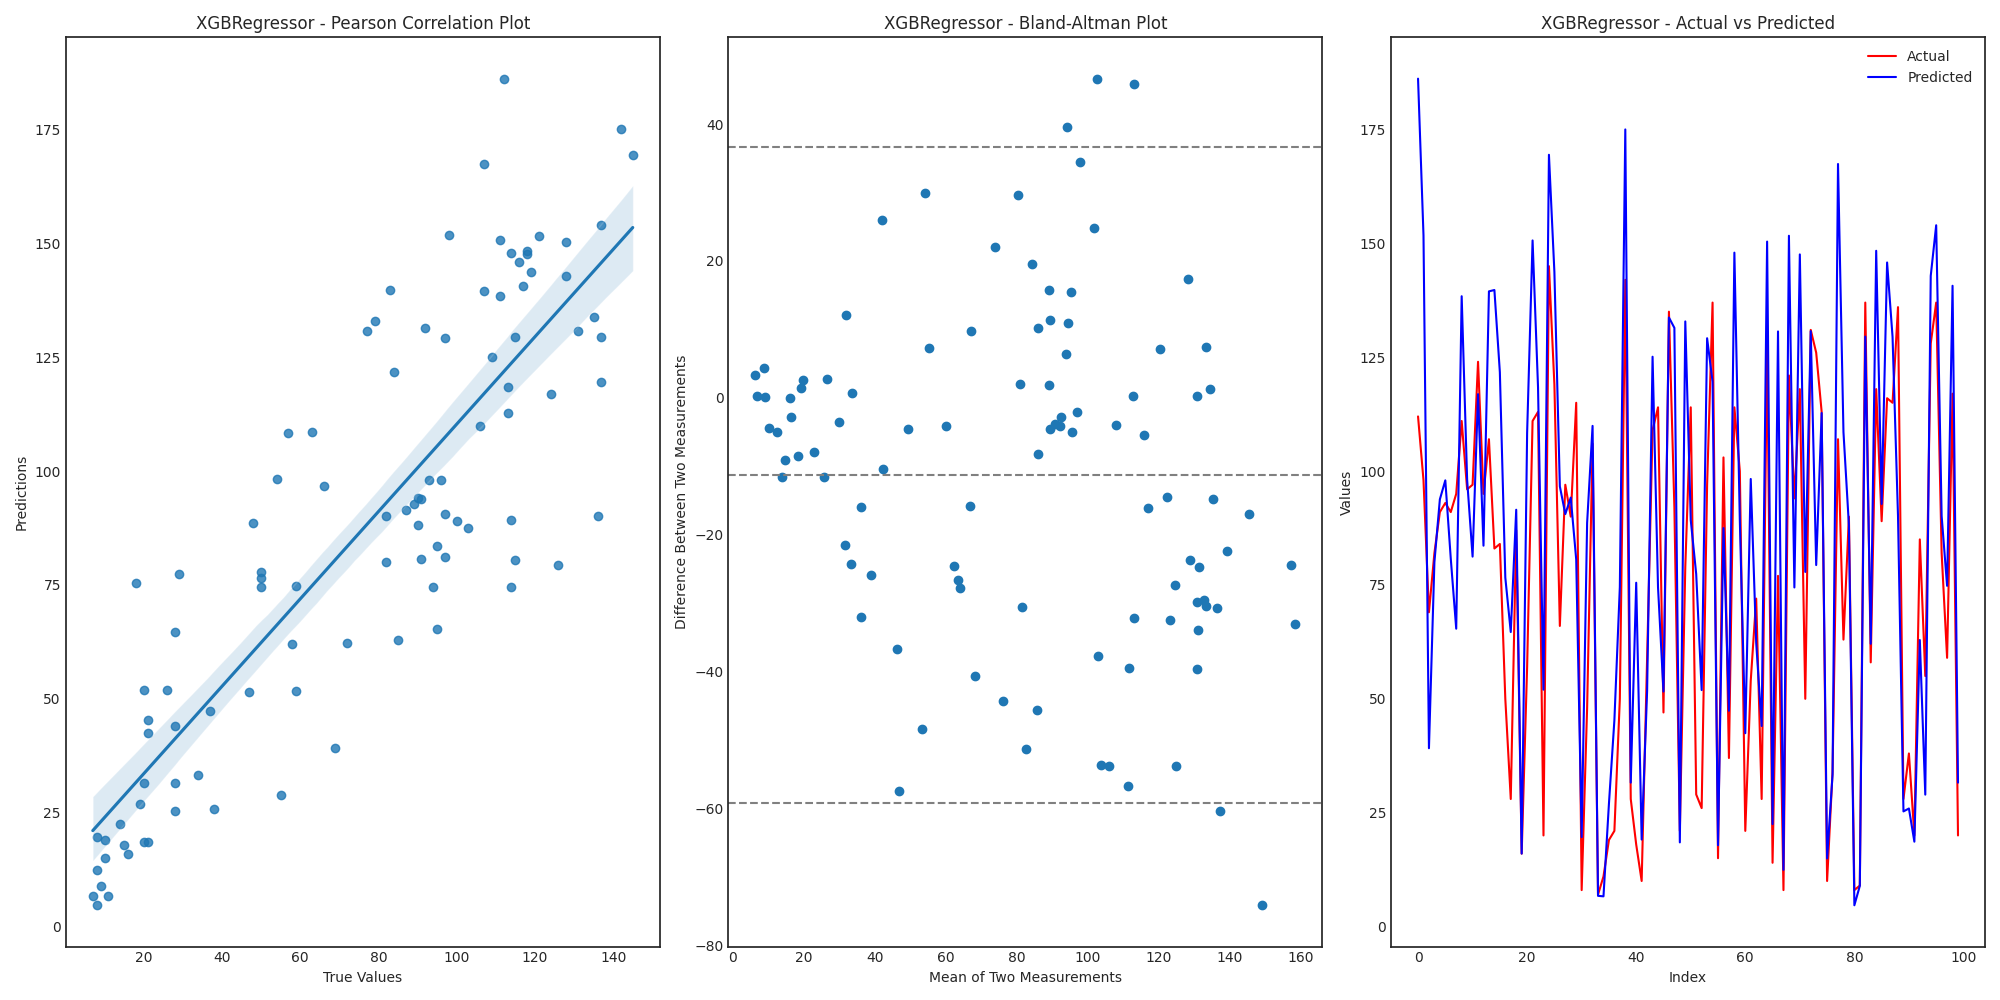 XGBRegressor - Pearson Correlation Plot
175
150
125
100
75
50
25
0
Predictions
20 40 60 80 100 120 140
True Values
XGBRegressor - Bland-Altman Plot
40
20
0
−20
−40
−60
−80
Difference Between Two Measurements
0 20 40 60 80 100 120 140 160
Mean of Two Measurements
XGBRegressor - Actual vs Predicted
Actual
Predicted
175
150
125
100
75
50
25
0
Values
0 20 40 60 80 100
Index